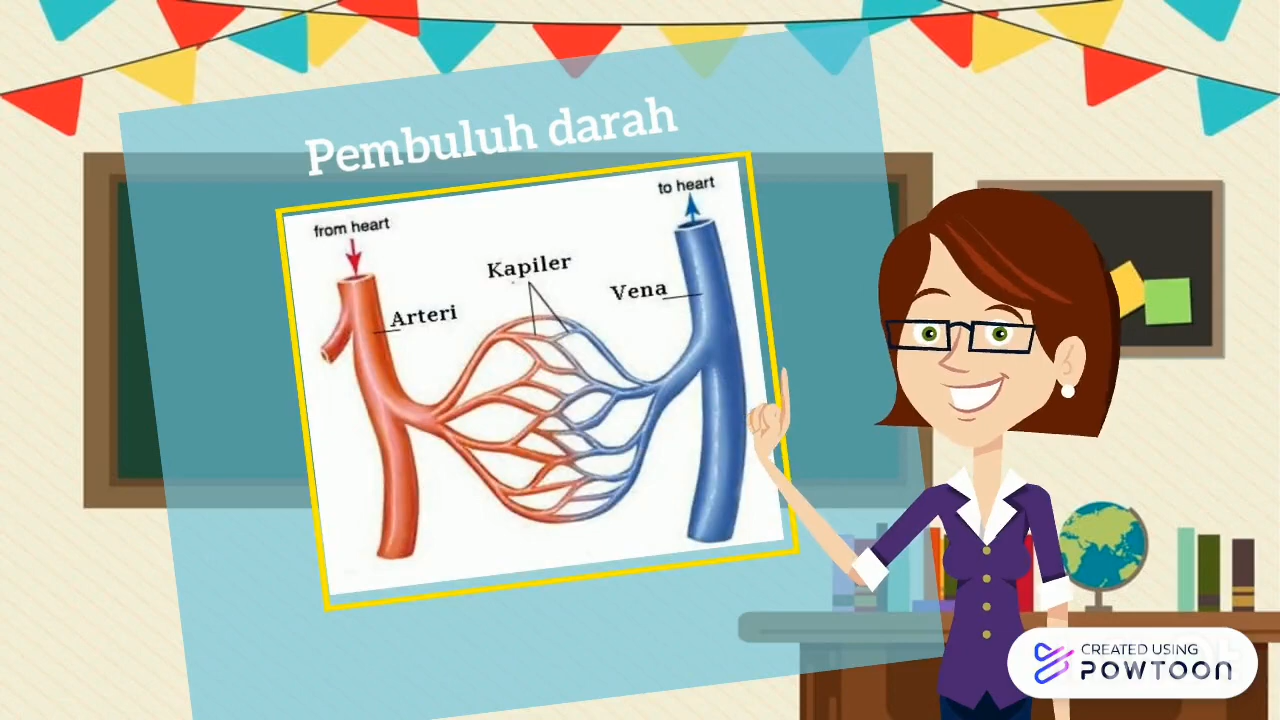 Pembuluh darah
to heart
from heart
Kapiler
Vena
Arteri
CREATED USING
POWTOON